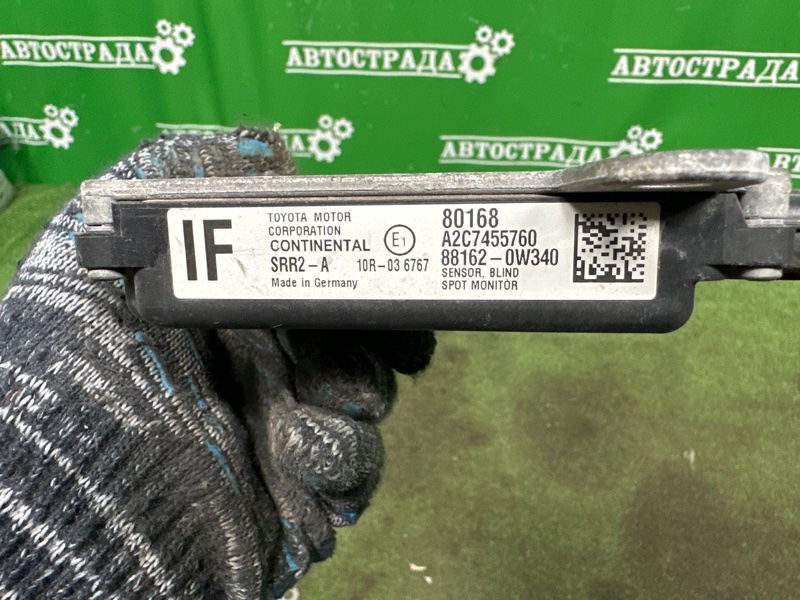 АВТОСТРАДА
АВТОСТРАДА
АВТОСТРАДА
АВТОСТРАДА
АВТОСТРАДА
IF
TOYOTA MOTOR
CORPORATION
CONTINENTAL
SRR2-A
Made in Germany
E1
10R-03 6767
80168
A2C7455760
88162-0W340
SENSOR, BLIND
SPOT MONITOR